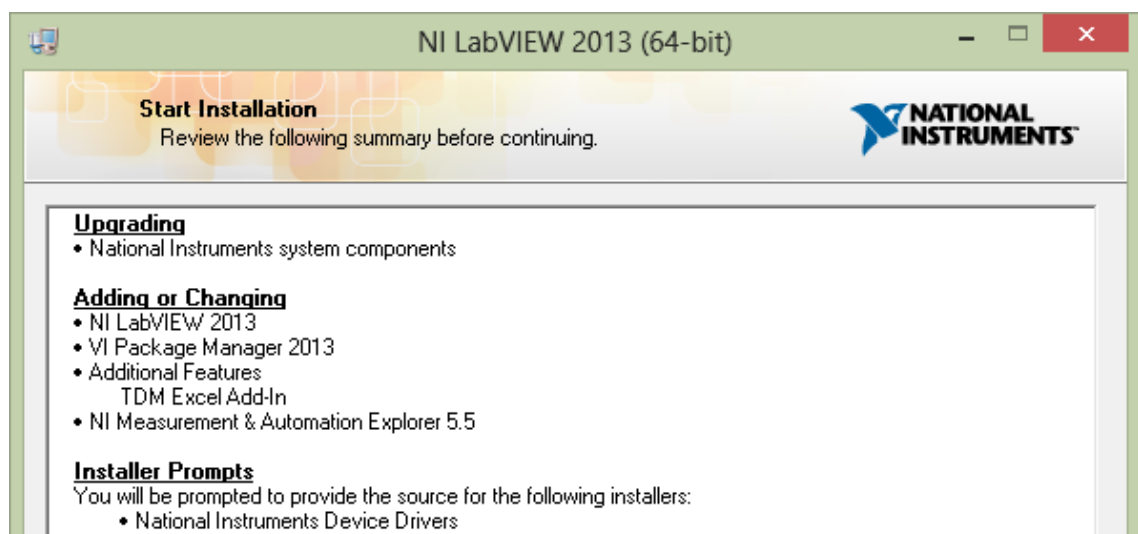 NI LabVIEW 2013 (64-bit)
Start Installation
Review the following summary before continuing.
NATIONAL
INSTRUMENTS™
Upgrading
• National Instruments system components
Adding or Changing
• NI LabVIEW 2013
• VI Package Manager 2013
• Additional Features
TDM Excel Add-In
• NI Measurement & Automation Explorer 5.5
Installer Prompts
You will be prompted to provide the source for the following installers:
• National Instruments Device Drivers